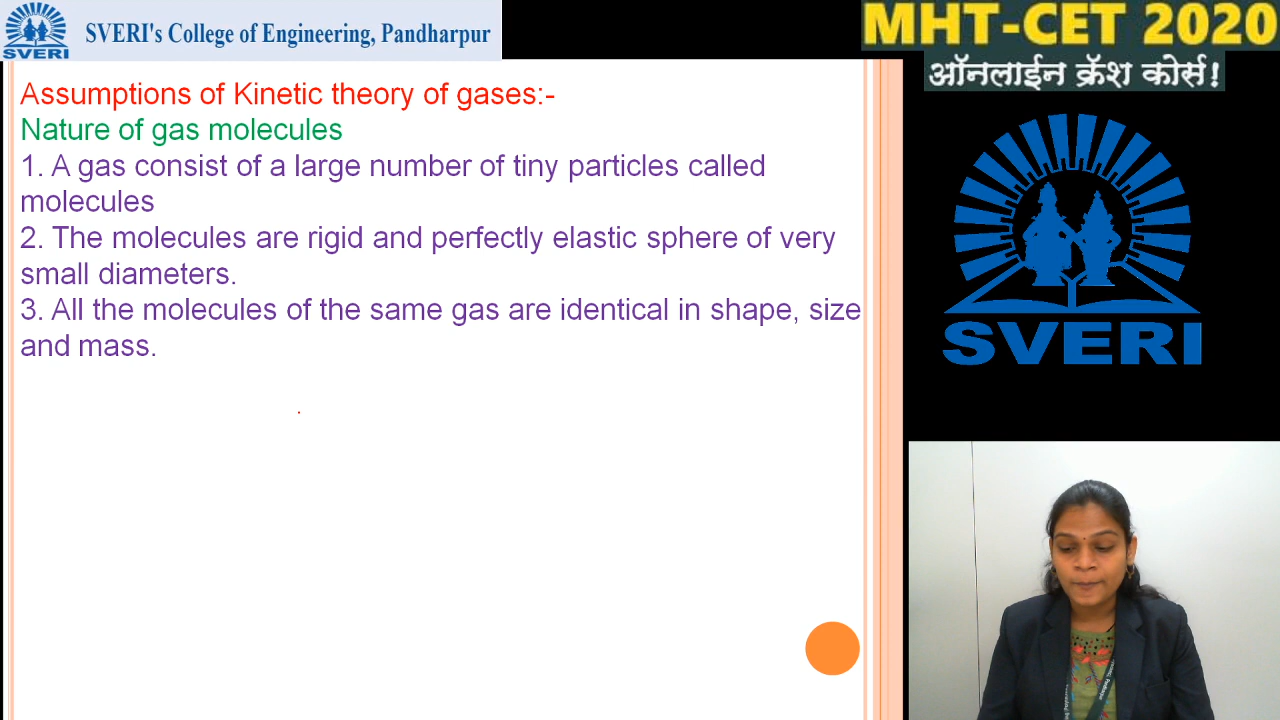 SVERI
SVERI's College of Engineering, Pandharpur
MHT-CET 2020
ऑनलाईन क्रॅश कोर्स!
Assumptions of Kinetic theory of gases:-
Nature of gas molecules
1. A gas consist of a large number of tiny particles called
molecules
2. The molecules are rigid and perfectly elastic sphere of very
small diameters.
3. All the molecules of the same gas are identical in shape, size
and mass.
SVERI